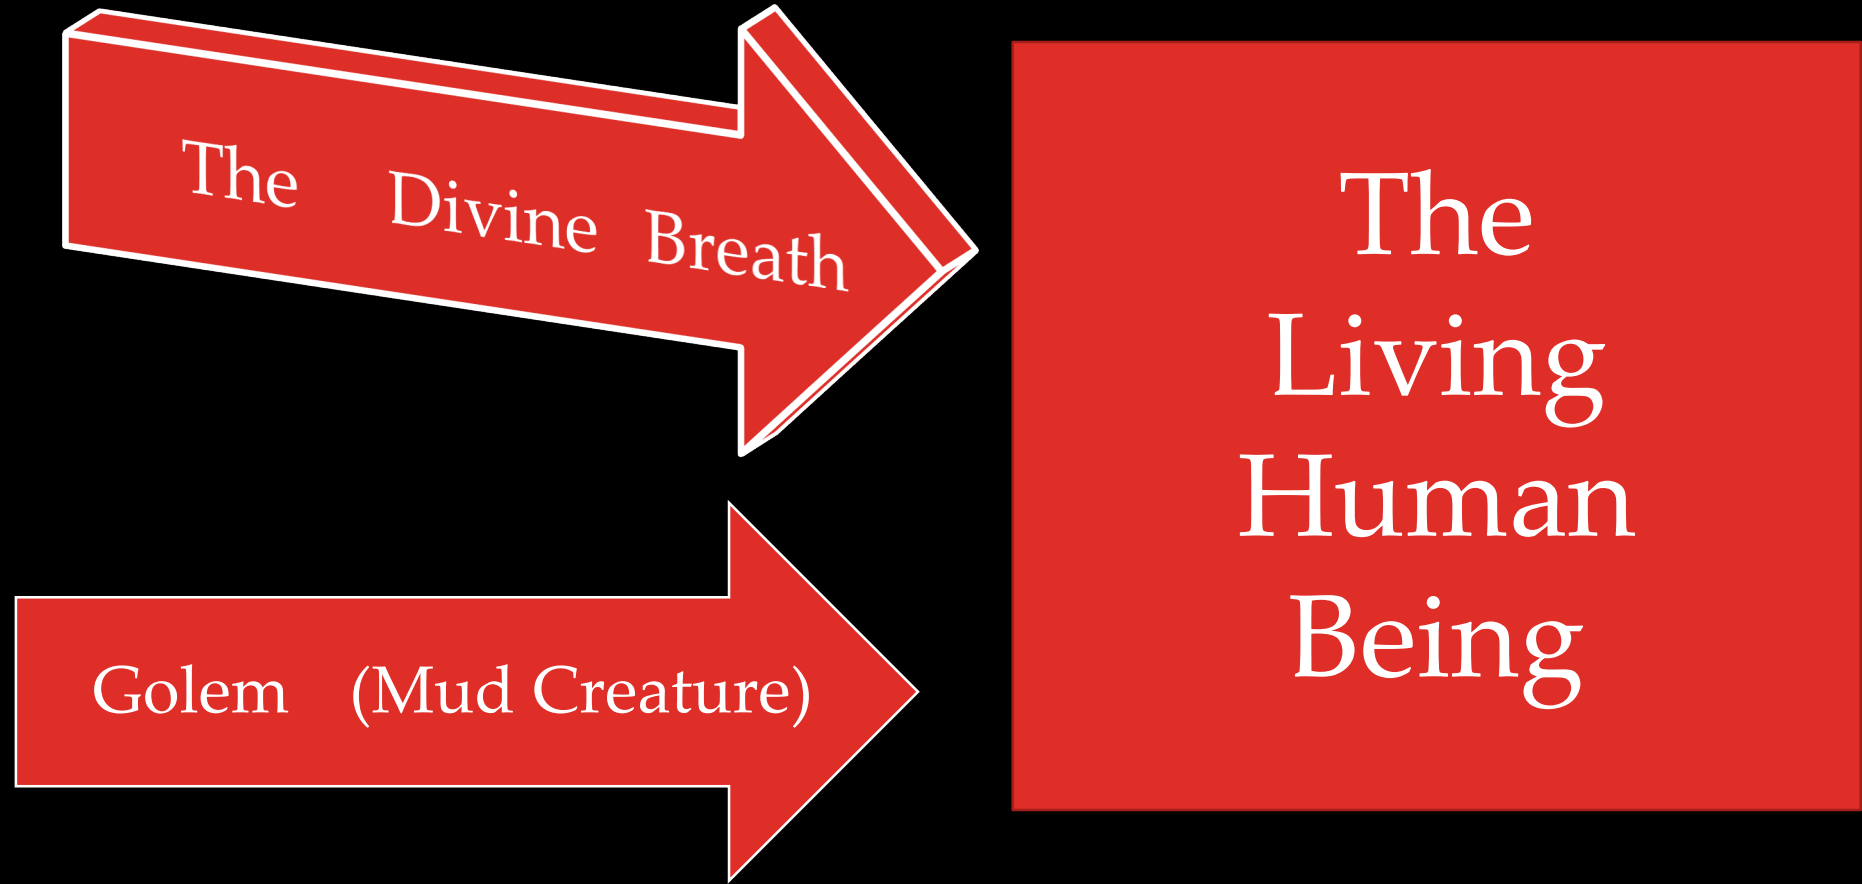 The Divine Breath
Golem (Mud Creature)
The
Living
Human
Being